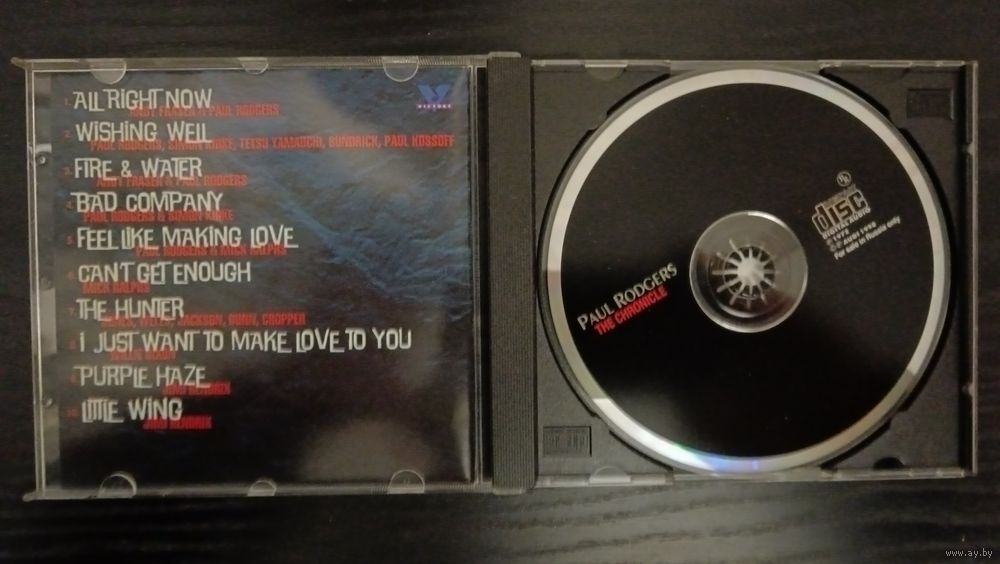 1. ALL RIGHT NOW
ANDY FRASER & PAUL RODGERS
VICTORY
2. WISHING WELL
PAUL RODGERS, SIMON KIRKE, TETSU YAMAUCHI, BUNDRICK, PAUL KOSSOFF
3. FIRE & WATER
ANDY FRASER & PAUL RODGERS
4. BAD COMPANY
PAUL RODGERS & SIMON KIRKE
5. FEEL LIKE MAKING LOVE
PAUL RODGERS & MICK RALPHS
6. CAN'T GET ENOUGH
MICK RALPHS
7. THE HUNTER
JONES, WELLS, JACKSON, DUNN, CROPPER
8. I JUST WANT TO MAKE LOVE TO YOU
WILLIE DIXON
9. PURPLE HAZE
JIMI HENDRIX
10. LITTLE WING
JIMI HENDRIX
PAUL RODGERS
THE CHRONICLE
disc
DIGITAL AUDIO
For sale in Russia only
www.ay.by